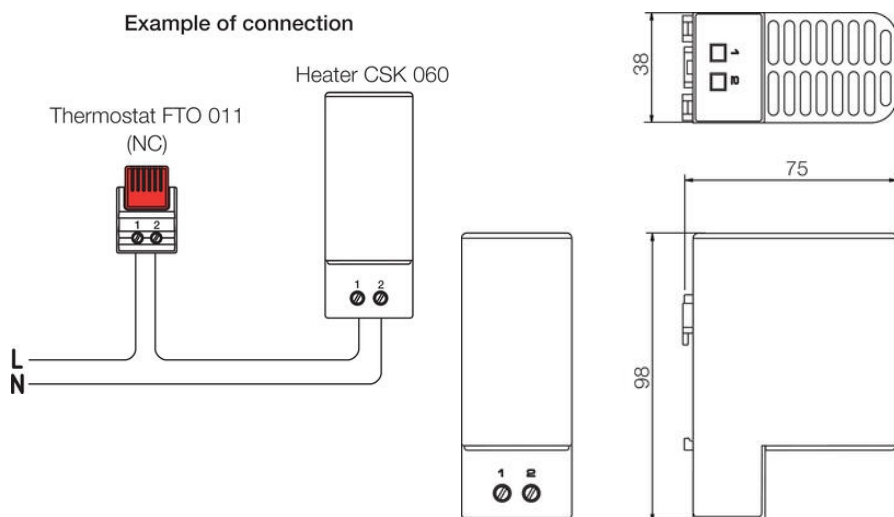 Example of connection
Heater CSK 060
Thermostat FTO 011
(NC)
1 2
1 2
L
N
38
1
2
75
98
1 2